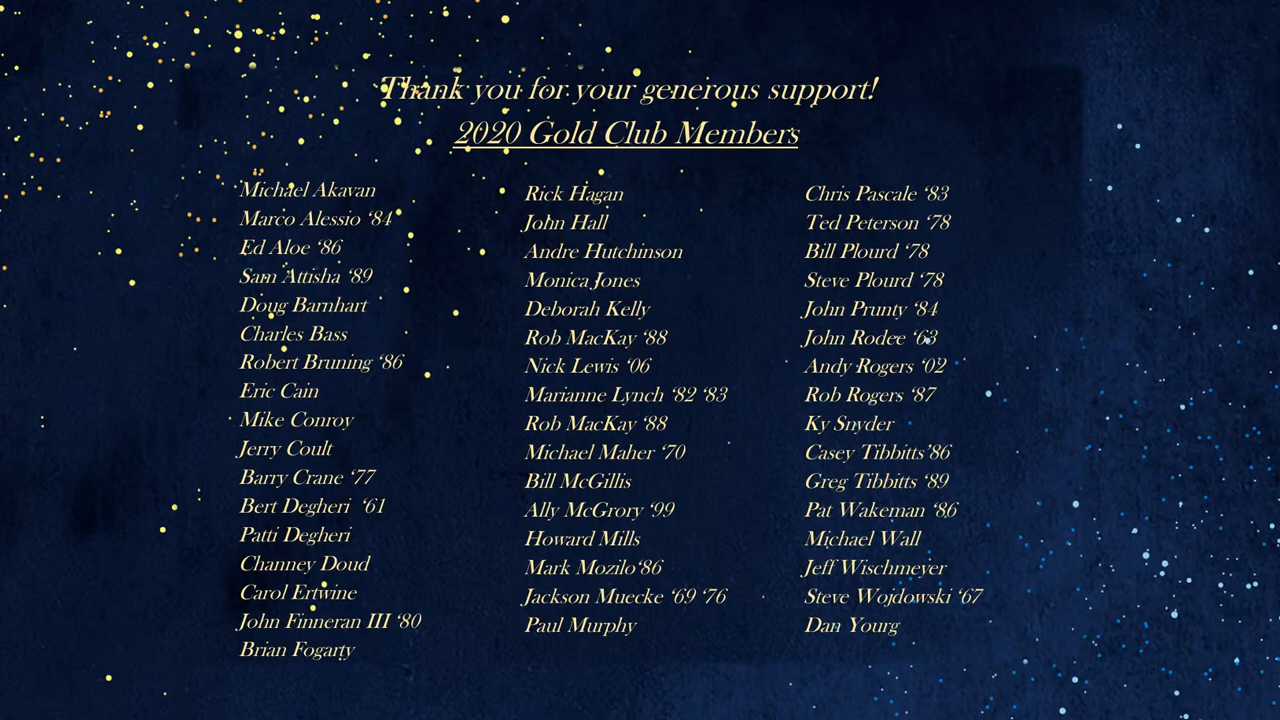 Thank you for your generous support!
2020 Gold Club Members
Michael Akavan
Marco Alessio ‘84
Ed Aloe ‘86
Sam Attisha ‘89
Doug Barnhart
Charles Bass
Robert Bruning ‘86
Eric Cain
Mike Conroy
Jerry Coult
Barry Crane ‘77
Bert Degheri ‘61
Patti Degheri
Channey Doud
Carol Ertwine
John Finneran III ‘80
Brian Fogarty
Rick Hagan
John Hall
Andre Hutchinson
Monica Jones
Deborah Kelly
Rob MacKay ‘88
Nick Lewis ‘06
Marianne Lynch ‘82 ‘83
Rob MacKay ‘88
Michael Maher ‘70
Bill McGillis
Ally McGrory ‘99
Howard Mills
Mark Mozilo‘86
Jackson Muecke ‘69 ‘76
Paul Murphy
Chris Pascale ‘83
Ted Peterson ‘78
Bill Plourd ‘78
Steve Plourd ‘78
John Prunty ‘84
John Rodee ‘63
Andy Rogers ‘02
Rob Rogers ‘87
Ky Snyder
Casey Tibbitts‘86
Greg Tibbitts ‘89
Pat Wakeman ‘86
Michael Wall
Jeff Wischmeyer
Steve Wojdowski ‘67
Dan Yourg